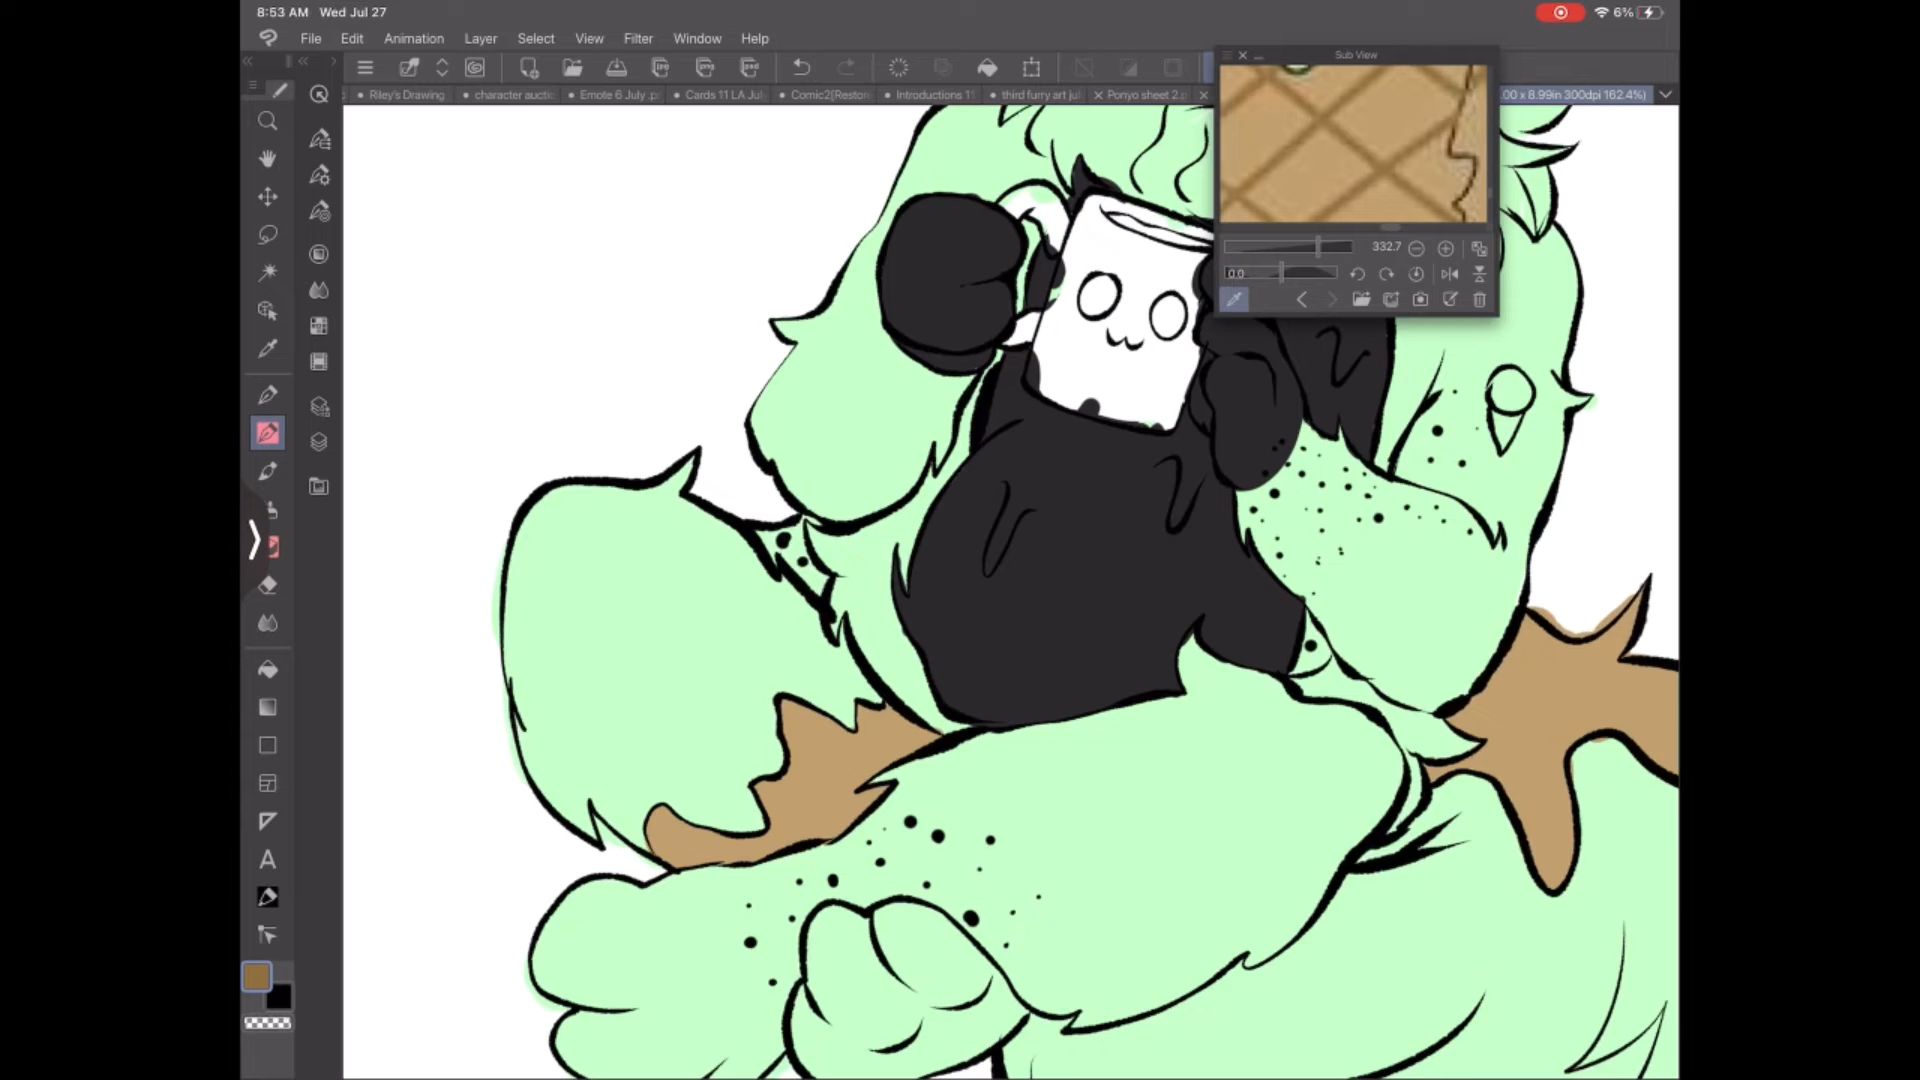 8:53 AM Wed Jul 27
6%
File Edit Animation Layer Select View Filter Window Help
Sub View
Riley's Drawing
character auctic
Emote 6 July .p
Cards 11 LA Jul
Comic2[Restor
Introductions 11
third furry art jul
Ponyo sheet 2.p
.00 x 8.99in 300dpi 162.4%)
332.7
0.0
A